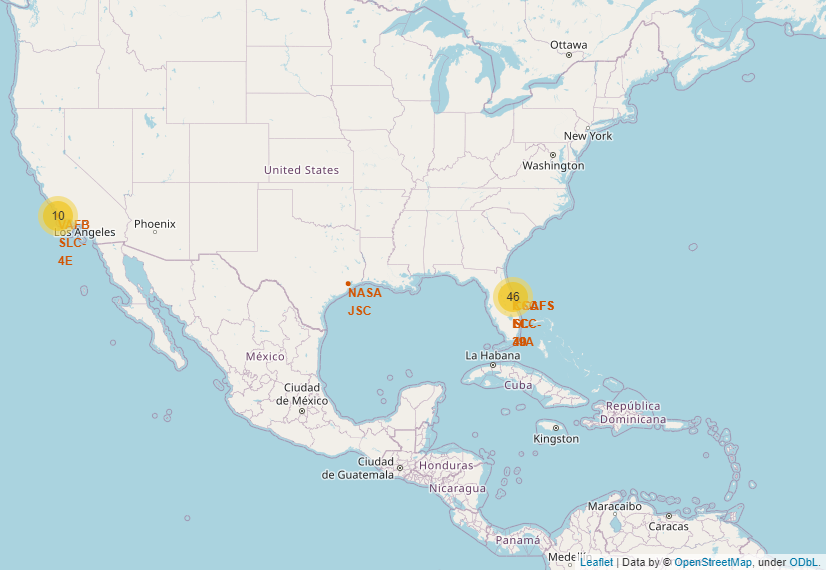 Ottawa
New York
Washington
United States
10
VAFB
Los Angeles
SLC-
4E
Phoenix
NASA
JSC
46
La Habana
México
Cuba
Ciudad
de México
República
Dominicana
Kingston
Ciudad
de Guatemala
Honduras
Nicaragua
Maracaibo
Caracas
Panamá
Leaflet | Data by © OpenStreetMap, under ODbL.